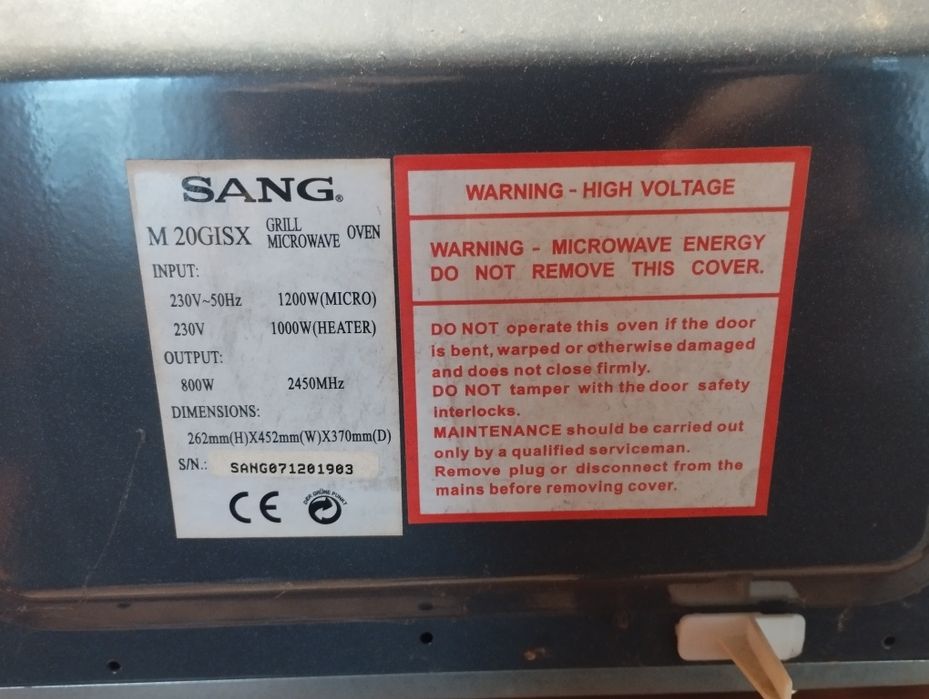 SANG®
M 20GISX GRILL MICROWAVE OVEN
INPUT:
230V~50Hz 1200W(MICRO)
230V 1000W(HEATER)
OUTPUT:
800W 2450MHz
DIMENSIONS:
262mm(H)X452mm(W)X370mm(D)
S/N.: SANG071201903
CE
DER GRÜNE PUNKT
WARNING - HIGH VOLTAGE
WARNING - MICROWAVE ENERGY
DO NOT REMOVE THIS COVER.
DO NOT operate this oven if the door
is bent, warped or otherwise damaged
and does not close firmly.
DO NOT tamper with the door safety
interlocks.
MAINTENANCE should be carried out
only by a qualified serviceman.
Remove plug or disconnect from the
mains before removing cover.